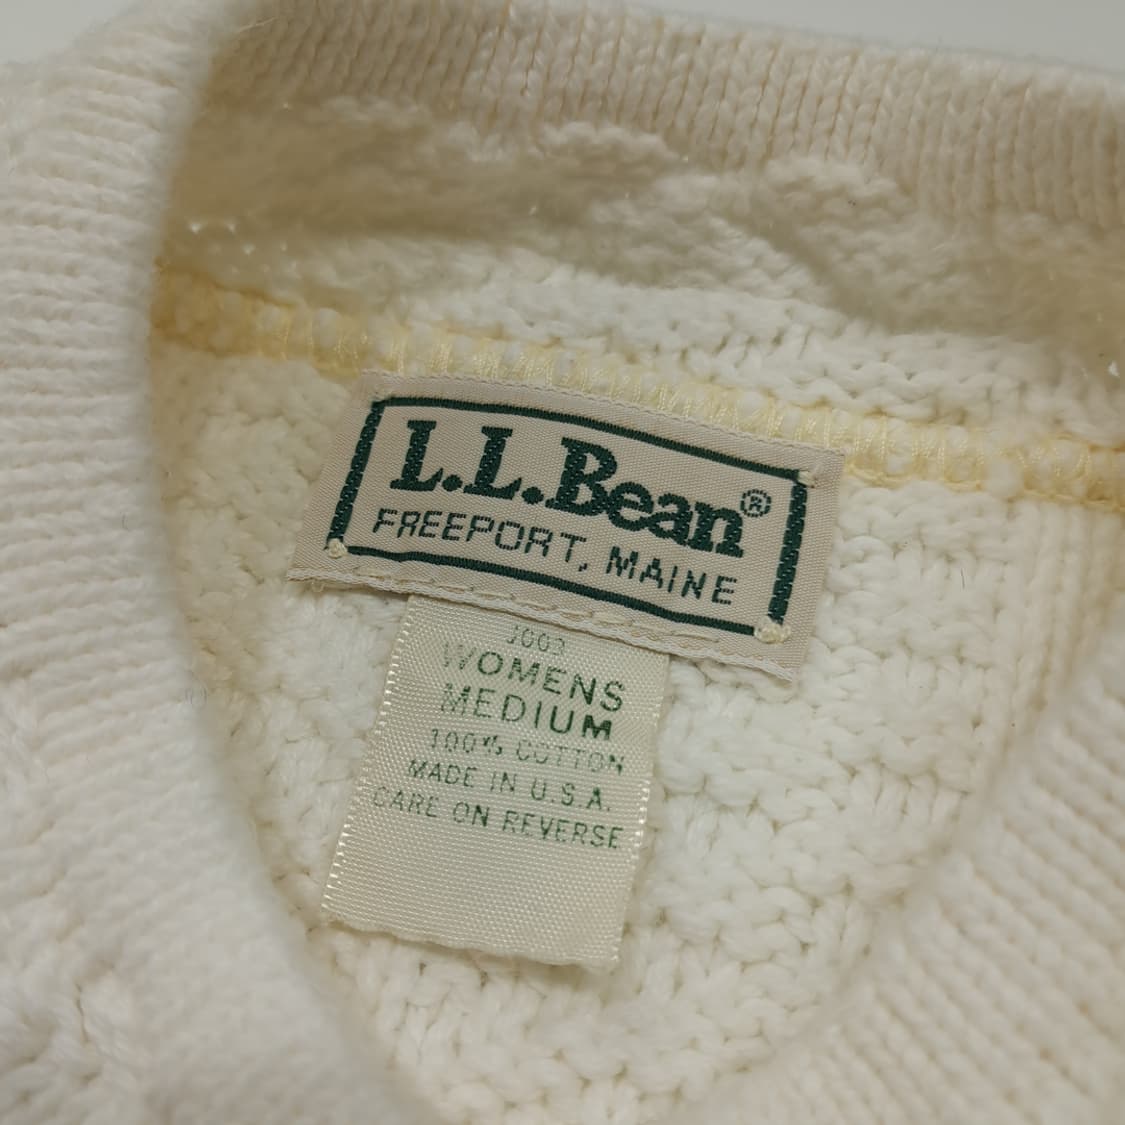 L.L.Bean®
FREEPORT, MAINE
WOMENS
MEDIUM
100% COTTON
MADE IN U.S.A.
CARE ON REVERSE